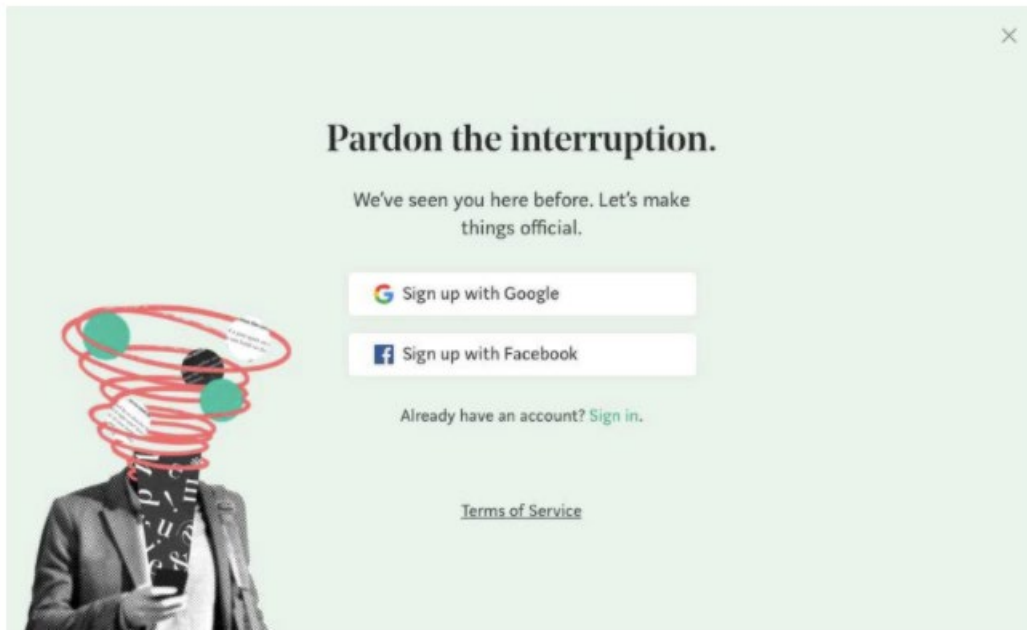 Pardon the interruption.
We've seen you here before. Let's make
things official.
Sign up with Google
Sign up with Facebook
Already have an account? Sign in.
Terms of Service